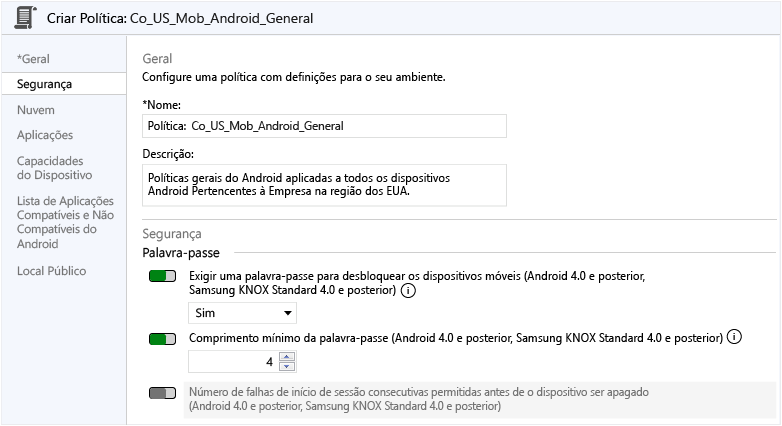 Criar Política: Co_US_Mob_Android_General
*Geral
Segurança
Nuvem
Aplicações
Capacidades
do Dispositivo
Lista de Aplicações
Compatíveis e Não
Compatíveis do
Android
Local Público
Geral
Configure uma política com definições para o seu ambiente.
*Nome:
Política: Co_US_Mob_Android_General
Descrição:
Políticas gerais do Android aplicadas a todos os dispositivos
Android Pertencentes à Empresa na região dos EUA.
Segurança
Palavra-passe
Exigir uma palavra-passe para desbloquear os dispositivos móveis (Android 4.0 e posterior,
Samsung KNOX Standard 4.0 e posterior)
Sim
Comprimento mínimo da palavra-passe (Android 4.0 e posterior, Samsung KNOX Standard 4.0 e posterior)
4
Número de falhas de início de sessão consecutivas permitidas antes de o dispositivo ser apagado
(Android 4.0 e posterior, Samsung KNOX Standard 4.0 e posterior)